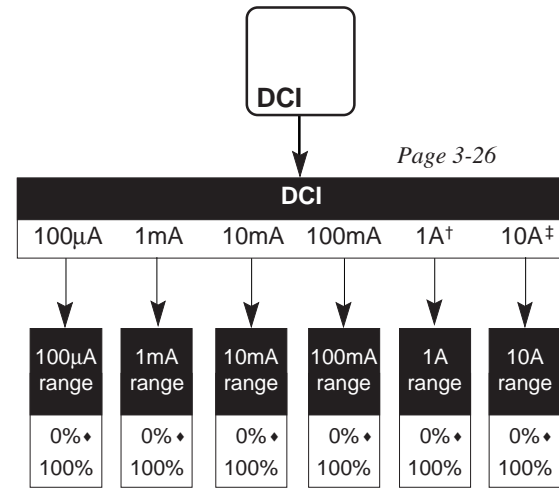 DCI
Page 3-26
DCI
100µA 1mA 10mA 100mA 1A† 10A‡
100µA range
1mA range
10mA range
100mA range
1A range
10A range
0%♦ 0%♦ 0%♦ 0%♦ 0%♦ 0%♦
100% 100% 100% 100% 100% 100%